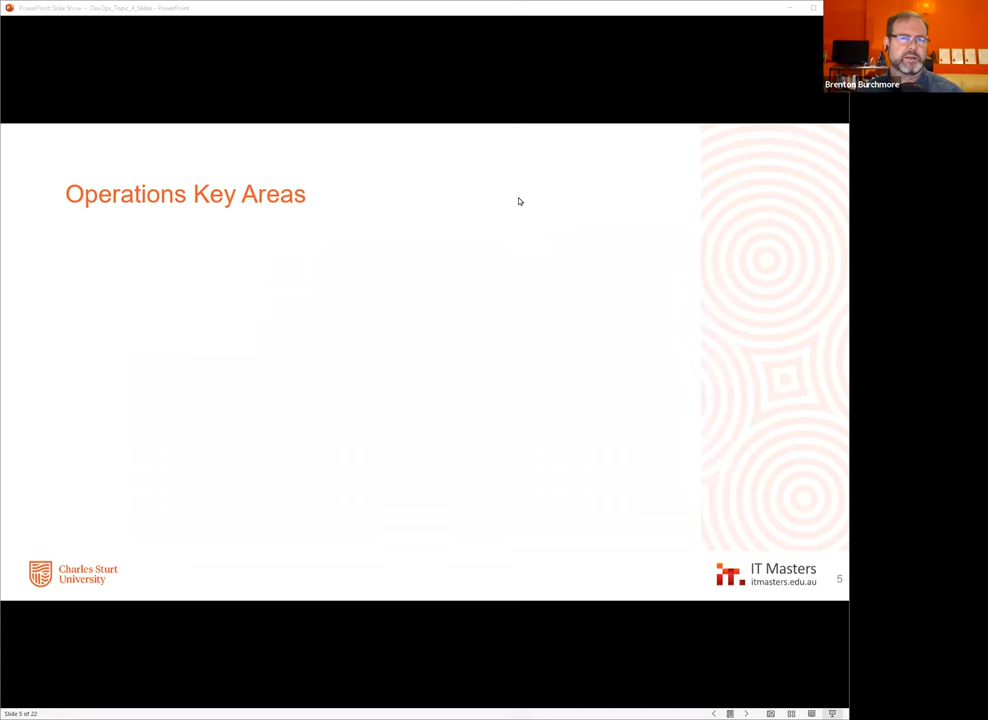 PowerPoint Slide Show - DevOps_Topic_4_Slides - PowerPoint
Brenton Burchmore
Operations Key Areas
Charles Sturt
University
IT Masters
itmasters.edu.au
5
Slide 5 of 22